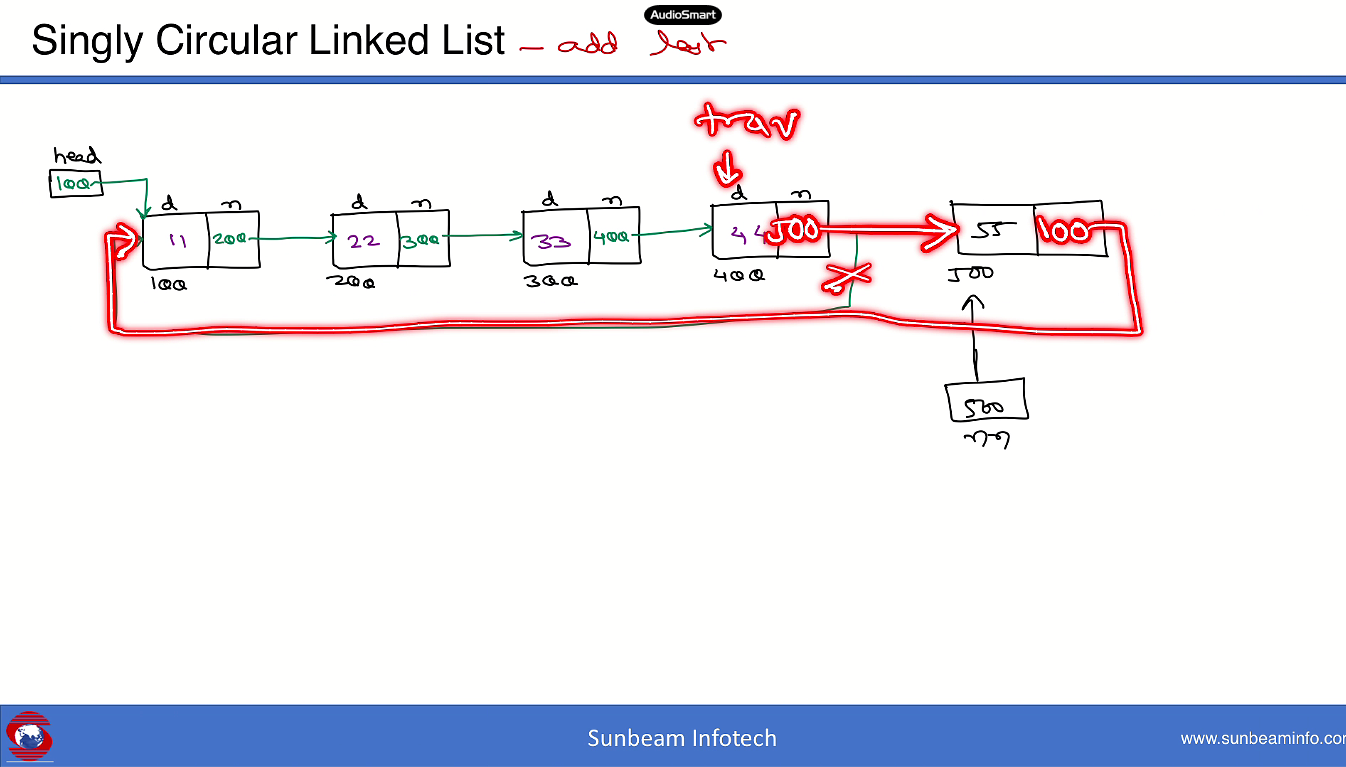 AudioSmart
Singly Circular Linked List – add last
trav
head
100
d n
11 200
100
d n
22 300
200
d n
33 400
300
d n
44 500
400
55 100
500
500
nn
Sunbeam Infotech
www.sunbeaminfo.com